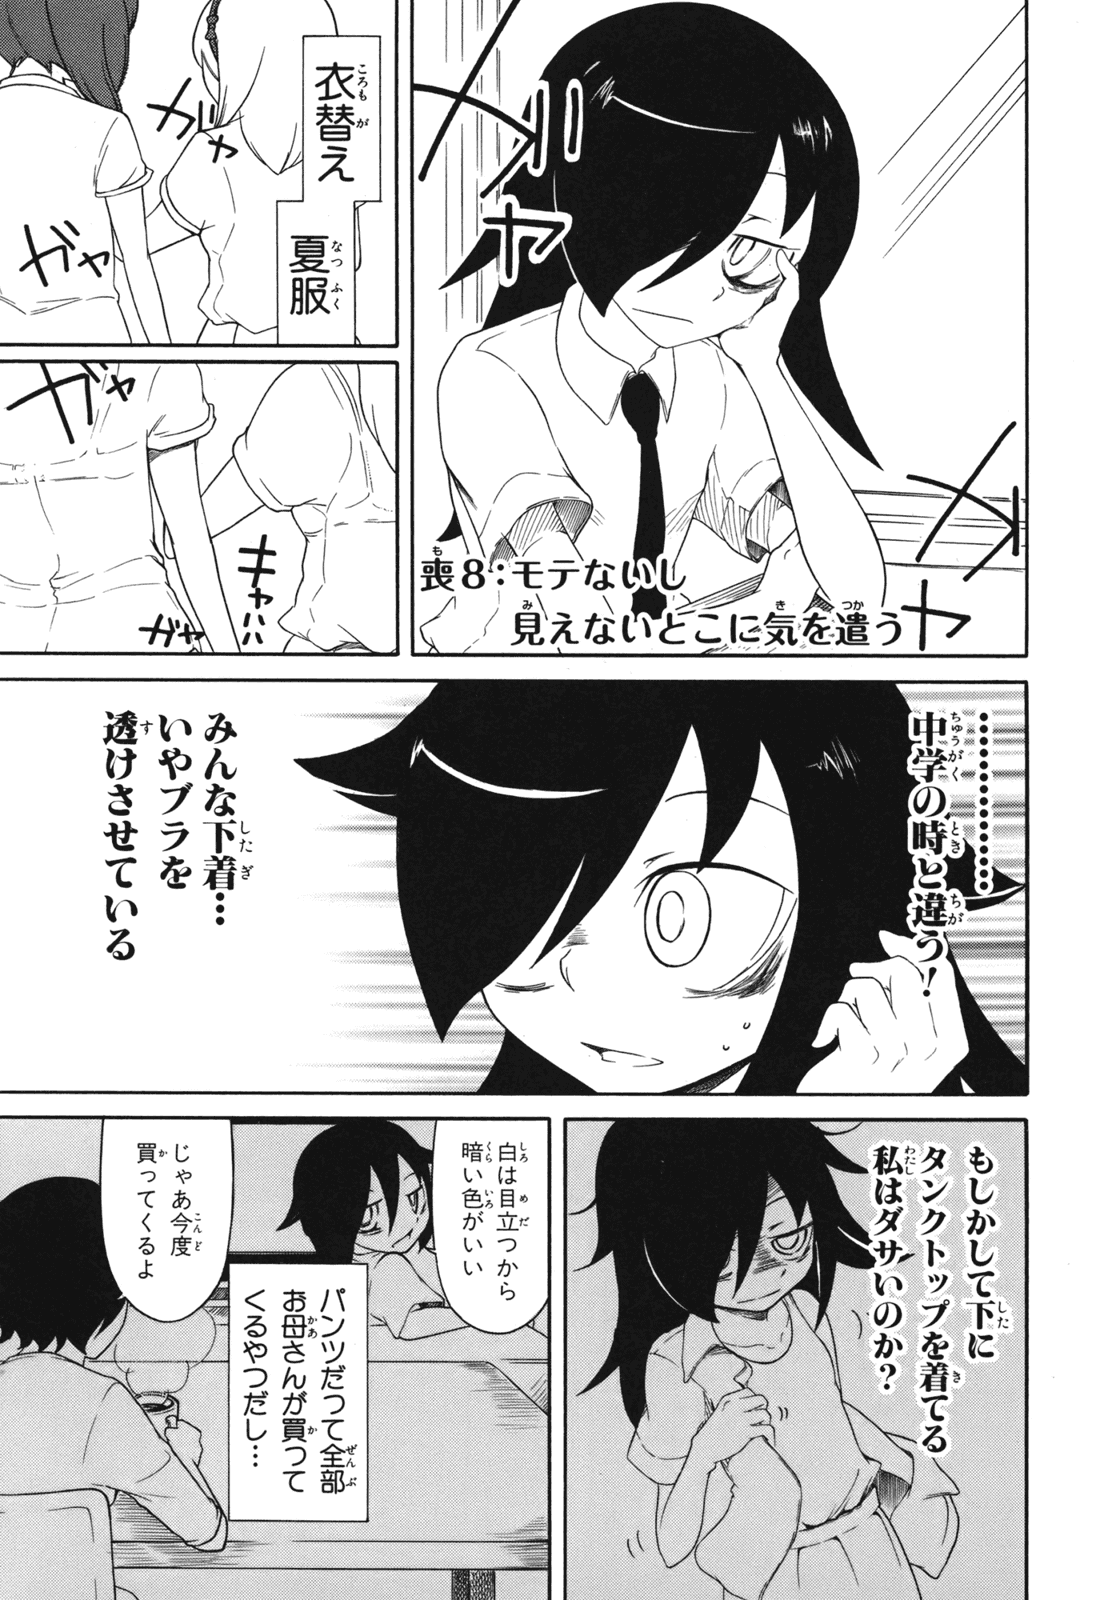 ガヤ
ガヤ
喪8：モテないし
見えないとこに気を遣う
衣替え
夏服
ガヤ
ガヤ
ガヤ
キャハハ
ガヤ
………………
中学の時と違う！
みんな下着…
いやブラを
透けさせている
もしかして下に
タンクトップを着てる
私はダサいのか？
白は目立つから
暗い色がいい
じゃあ今度
買ってくるよ
パンツだって全部
お母さんが買って
くるやつだし…